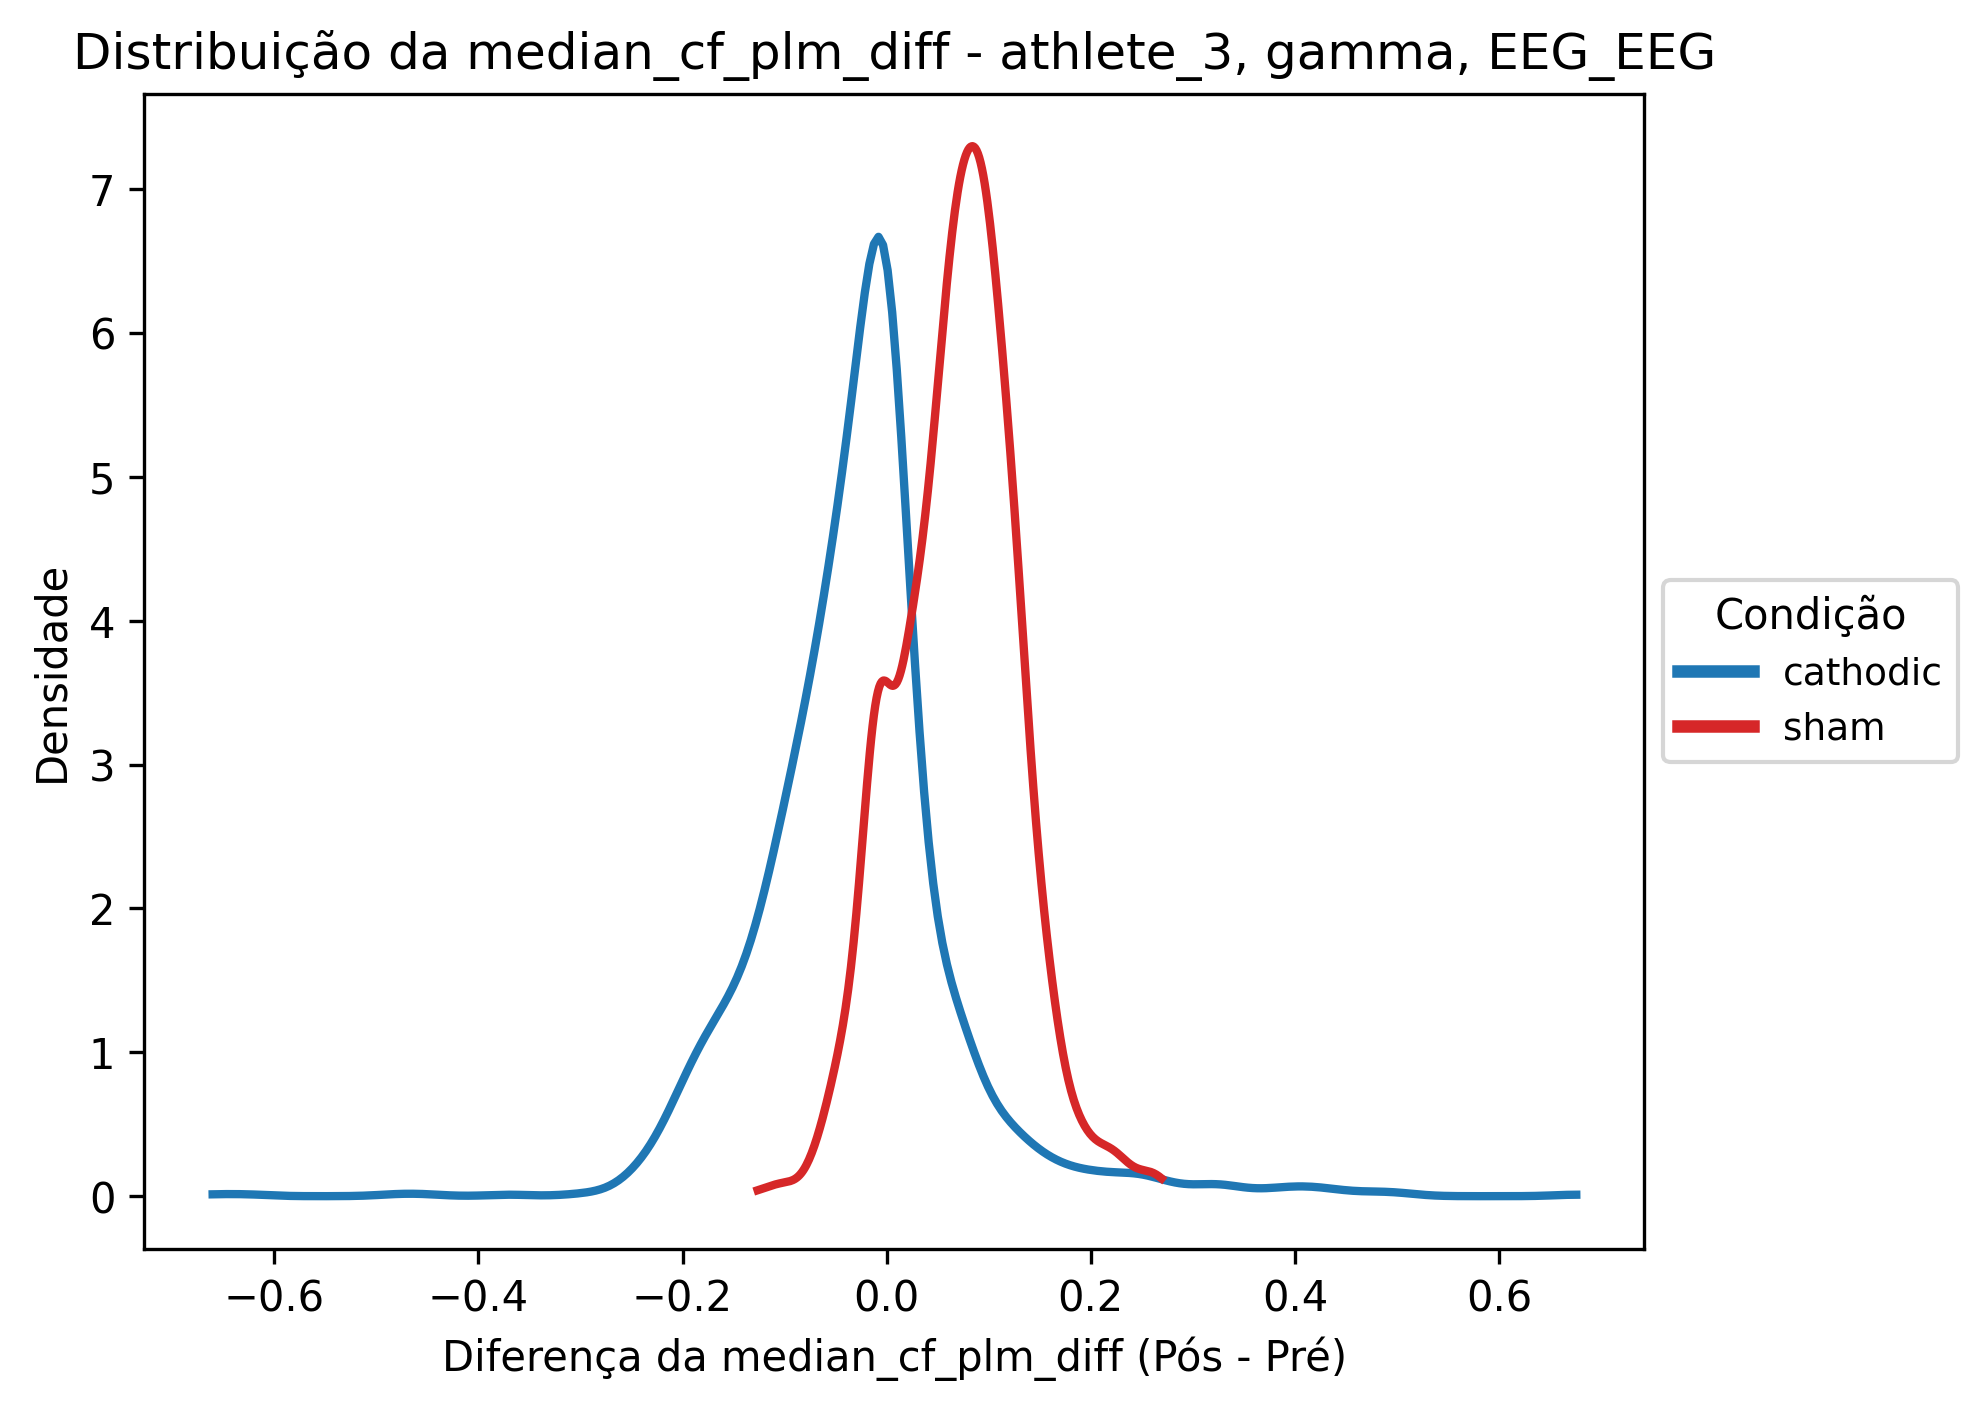 Distribuição da median_cf_plm_diff - athlete_3, gamma, EEG_EEG
7
6
5
4
3
2
1
0
Densidade
−0.6
−0.4
−0.2
0.0
0.2
0.4
0.6
Diferença da median_cf_plm_diff (Pós - Pré)
Condição
cathodic
sham